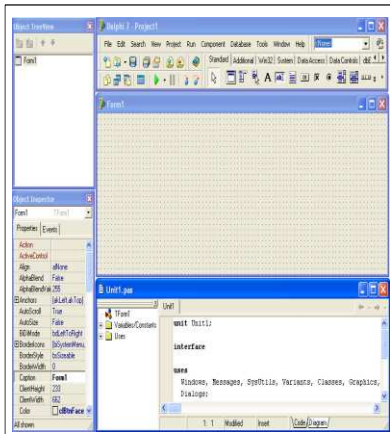 Object TreeView
Form1
Delphi 7 - Project1
File Edit Search View Project Run Component Database Tools Window Help <None>
Standard Additional Win32 System Data Access Data Controls
Form1
Object Inspector
Form1 TForm1
Properties Events
Action
ActiveControl
Align alNone
AlphaBlend False
AlphaBlendVal 255
Anchors [akLeft,akTop]
AutoScroll True
AutoSize False
BiDiMode bdLeftToRight
BorderIcons [biSystemMenu,
BorderStyle bsSizeable
BorderWidth 0
Caption Form1
ClientHeight 233
ClientWidth 662
Color clBtnFace
All shown
Unit1.pas
TForm1
Variables/Constants
Uses
Unit1
unit Unit1;
interface
uses
Windows, Messages, SysUtils, Variants, Classes, Graphics,
Dialogs;
1: 1 Modified Insert Code Diagram